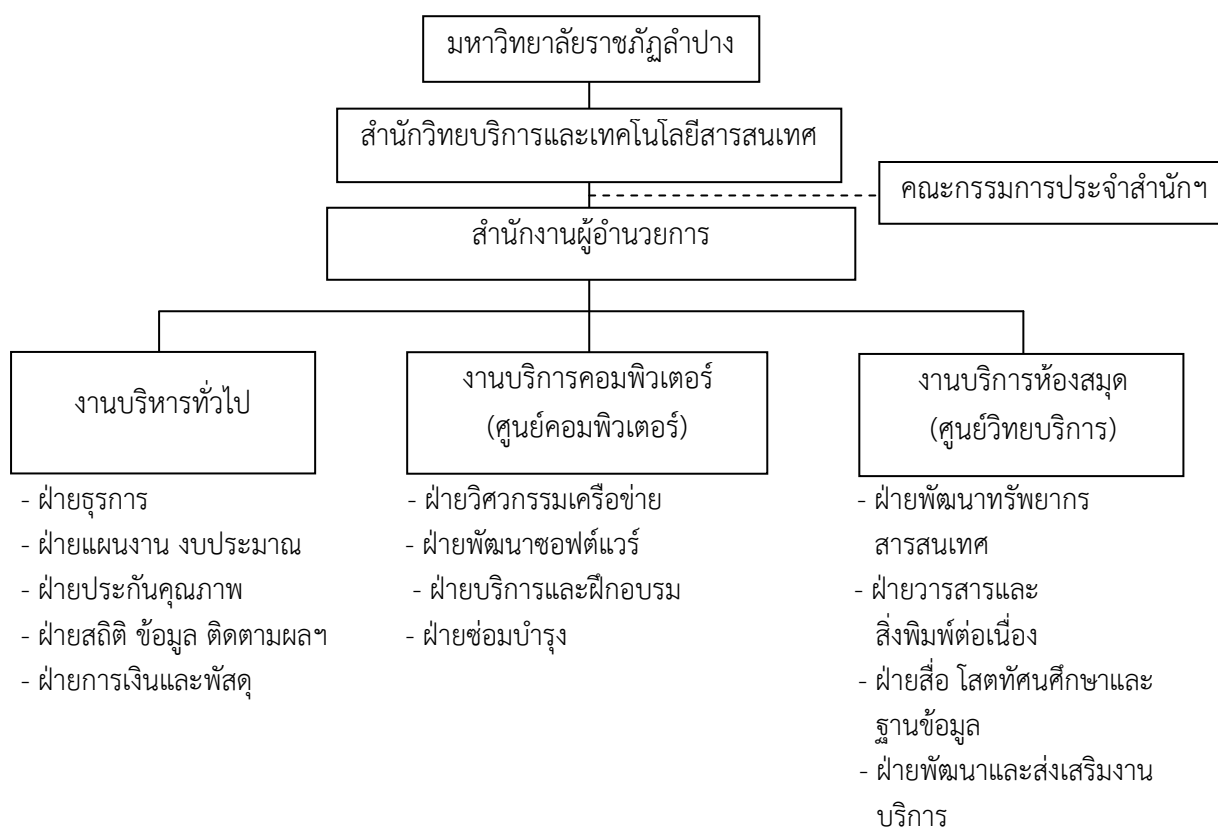 มหาวิทยาลัยราชภัฏลำปาง
สำนักวิทยบริการและเทคโนโลยีสารสนเทศ
คณะกรรมการประจำสำนักฯ
สำนักงานผู้อำนวยการ
งานบริหารทั่วไป
- ฝ่ายธุรการ
- ฝ่ายแผนงาน งบประมาณ
- ฝ่ายประกันคุณภาพ
- ฝ่ายสถิติ ข้อมูล ติดตามผลฯ
- ฝ่ายการเงินและพัสดุ
งานบริการคอมพิวเตอร์
(ศูนย์คอมพิวเตอร์)
- ฝ่ายวิศวกรรมเครือข่าย
- ฝ่ายพัฒนาซอฟต์แวร์
- ฝ่ายบริการและฝึกอบรม
- ฝ่ายซ่อมบำรุง
งานบริการห้องสมุด
(ศูนย์วิทยบริการ)
- ฝ่ายพัฒนาทรัพยากร
สารสนเทศ
- ฝ่ายวารสารและ
สิ่งพิมพ์ต่อเนื่อง
- ฝ่ายสื่อ โสตทัศนศึกษาและ
ฐานข้อมูล
- ฝ่ายพัฒนาและส่งเสริมงาน
บริการ